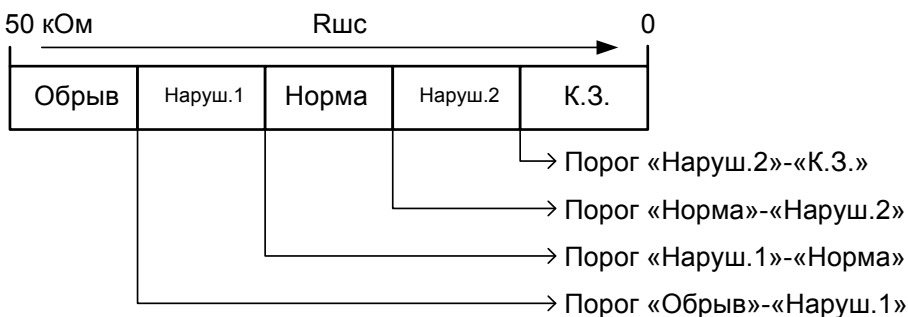 50 кОм Rшс 0
Обрыв Наруш.1 Норма Наруш.2 К.З.
Порог «Наруш.2»-«К.З.»
Порог «Норма»-«Наруш.2»
Порог «Наруш.1»-«Норма»
Порог «Обрыв»-«Наруш.1»